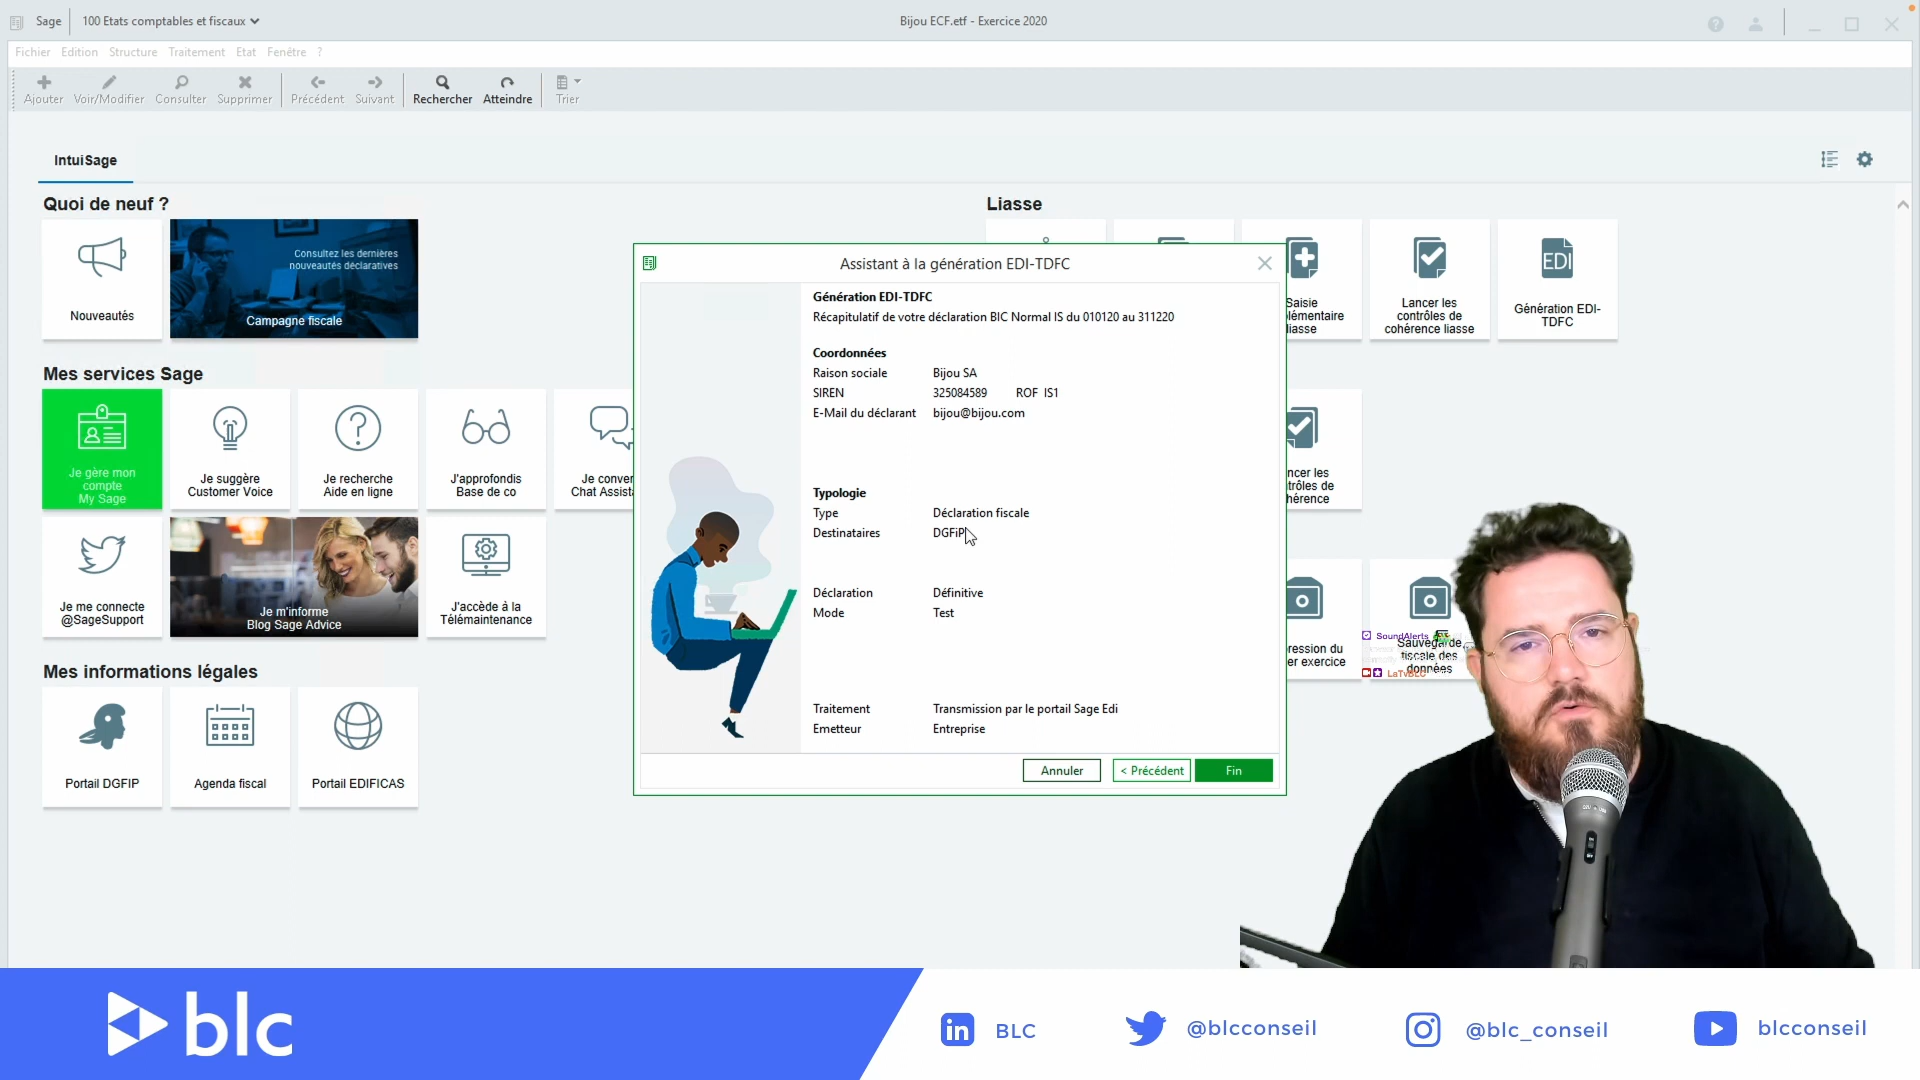 Sage
100 Etats comptables et fiscaux
Bijou ECF.etf - Exercice 2020
Fichier Edition Structure Traitement Etat Fenêtre ?
Ajouter Voir/Modifier Consulter Supprimer Précédent Suivant Rechercher Atteindre Trier
IntuiSage
Quoi de neuf ?
Nouveautés
Consultez les dernières
nouveautés déclaratives
Campagne fiscale
Liasse
Saisie
lémentaire
liasse
Lancer les
contrôles de
cohérence liasse
EDI
Génération EDI-
TDFC
Mes services Sage
Je gère mon
compte
My Sage
Je suggère
Customer Voice
Je recherche
Aide en ligne
J'approfondis
Base de co
Je conver
Chat Assist
Je me connecte
@SageSupport
Je m'informe
Blog Sage Advice
J'accède à la
Télémaintenance
Mes informations légales
Portail DGFIP
Agenda fiscal
Portail EDIFICAS
Assistant à la génération EDI-TDFC
Génération EDI-TDFC
Récapitulatif de votre déclaration BIC Normal IS du 010120 au 311220
Coordonnées
Raison sociale Bijou SA
SIREN 325084589 ROF IS1
E-Mail du déclarant bijou@bijou.com
Typologie
Type Déclaration fiscale
Destinataires DGFiP
Déclaration Définitive
Mode Test
Traitement Transmission par le portail Sage Edi
Emetteur Entreprise
Annuler < Précédent Fin
ncer les
trôles de
hérence
ression du
er exercice
Sauvegarde
fiscale des
données
SoundAlerts
LaTvBLC
blc
BLC
@blcconseil
@blc_conseil
blcconseil